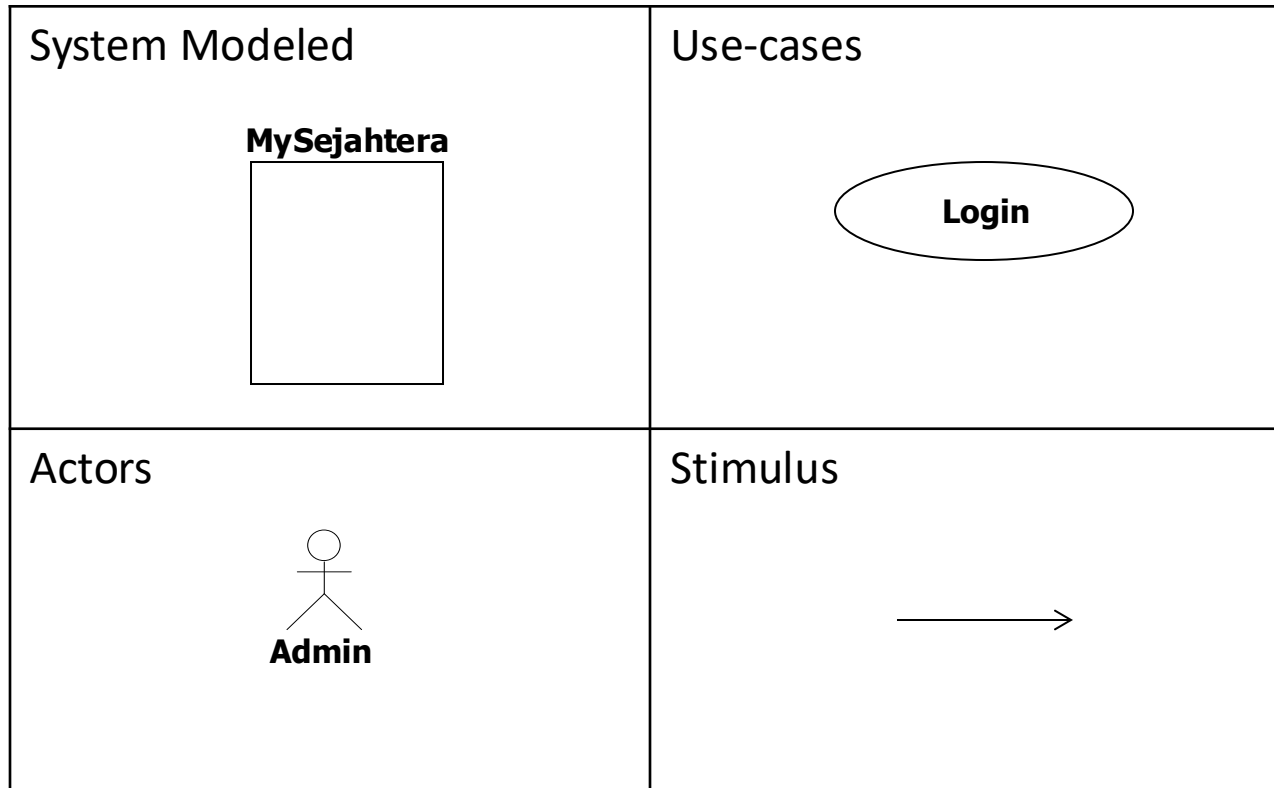 System Modeled
MySejahtera
Use-cases
Login
Actors
Admin
Stimulus